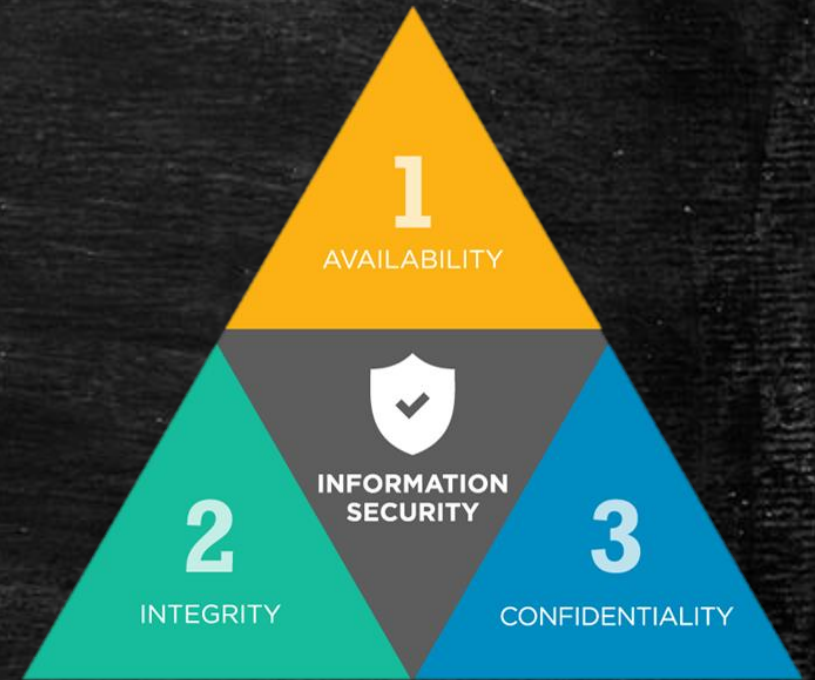 1
AVAILABILITY
INFORMATION
SECURITY
2
INTEGRITY
3
CONFIDENTIALITY